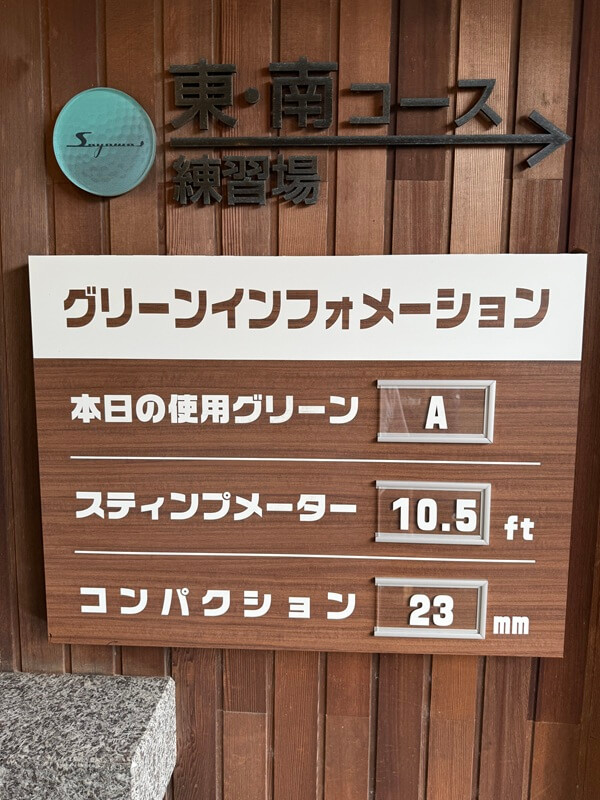 東・南コース
Sayama
練習場
グリーンインフォメーション
本日の使用グリーン A
スティンプメーター 10.5 ft
コンパクション 23 mm